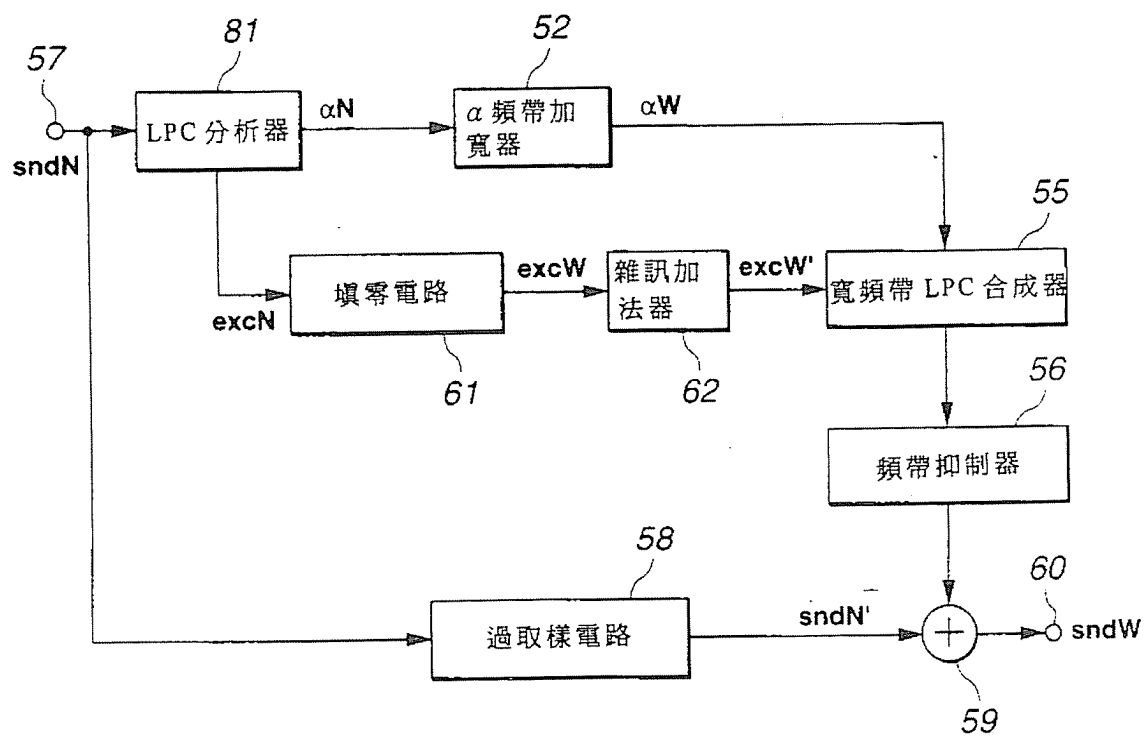 81
52
57
LPC 分析器
αN
α 頻帶加
寬器
αW
sndN
55
填零電路
excW
雜訊加
法器
excW'
寬頻帶 LPC 合成器
excN
61
62
56
頻帶抑制器
58
60
過取樣電路
sndN'
+
sndW
59